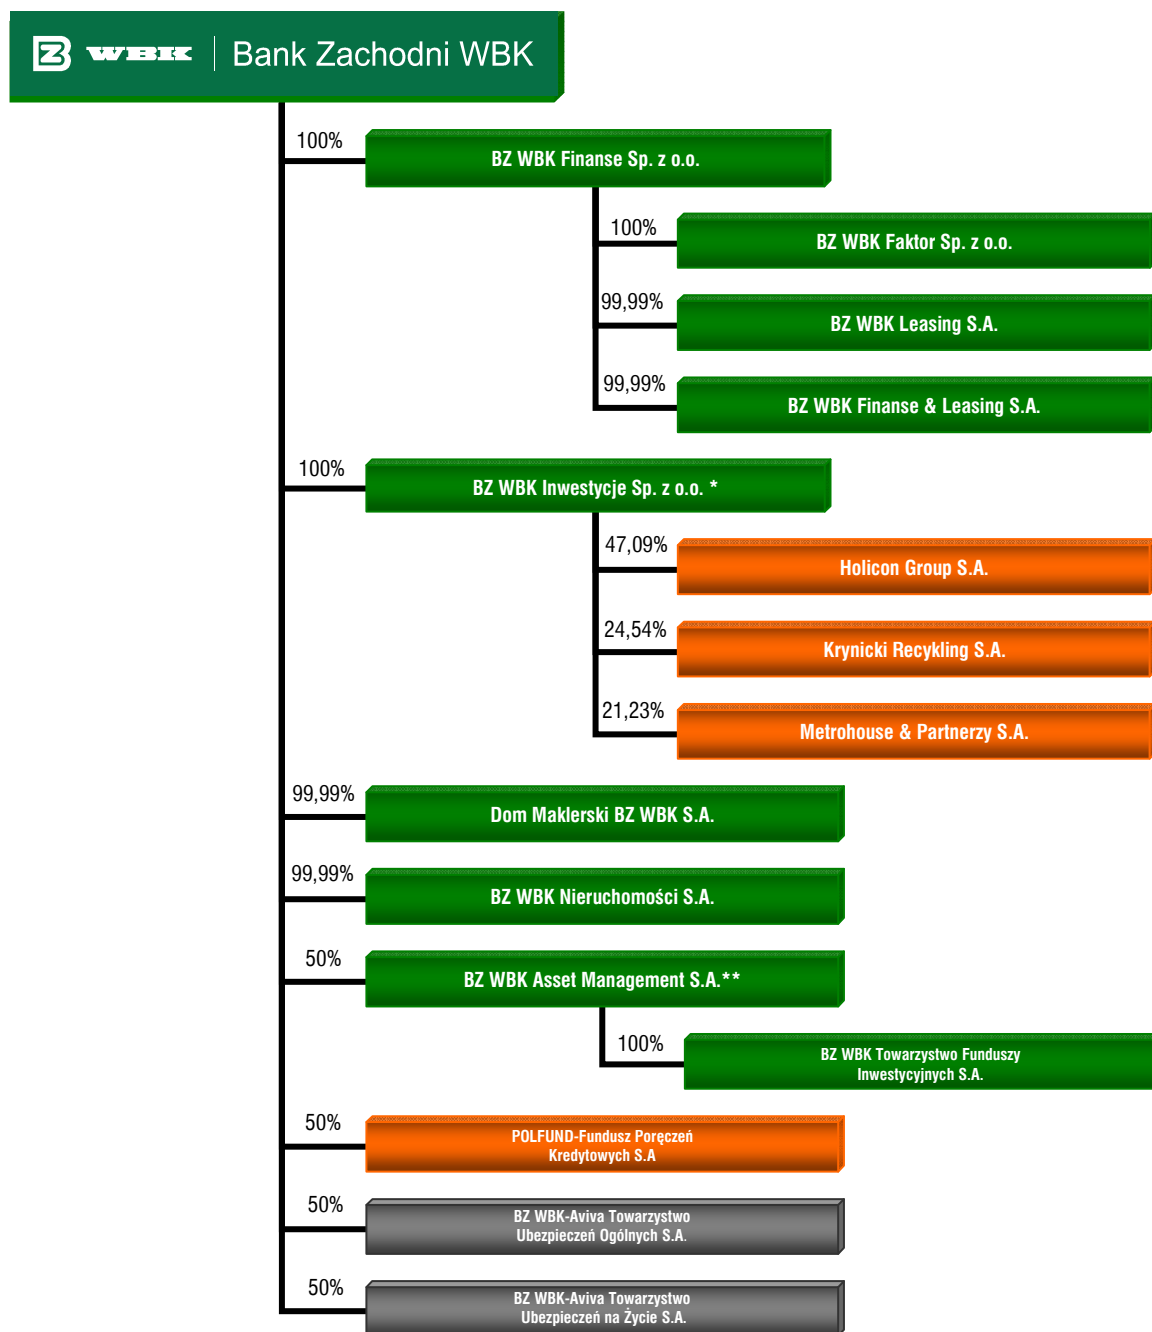 B WBK | Bank Zachodni WBK
100%
BZ WBK Finanse Sp. z o.o.
100%
BZ WBK Faktor Sp. z o.o.
99,99%
BZ WBK Leasing S.A.
99,99%
BZ WBK Finanse & Leasing S.A.
100%
BZ WBK Inwestycje Sp. z o.o. *
47,09%
Holicon Group S.A.
24,54%
Krynicki Recykling S.A.
21,23%
Metrohouse & Partnerzy S.A.
99,99%
Dom Maklerski BZ WBK S.A.
99,99%
BZ WBK Nieruchomości S.A.
50%
BZ WBK Asset Management S.A.**
100%
BZ WBK Towarzystwo Funduszy
Inwestycyjnych S.A.
50%
POLFUND-Fundusz Poręczeń
Kredytowych S.A
50%
BZ WBK-Aviva Towarzystwo
Ubezpieczeń Ogólnych S.A.
50%
BZ WBK-Aviva Towarzystwo
Ubezpieczeń na Życie S.A.